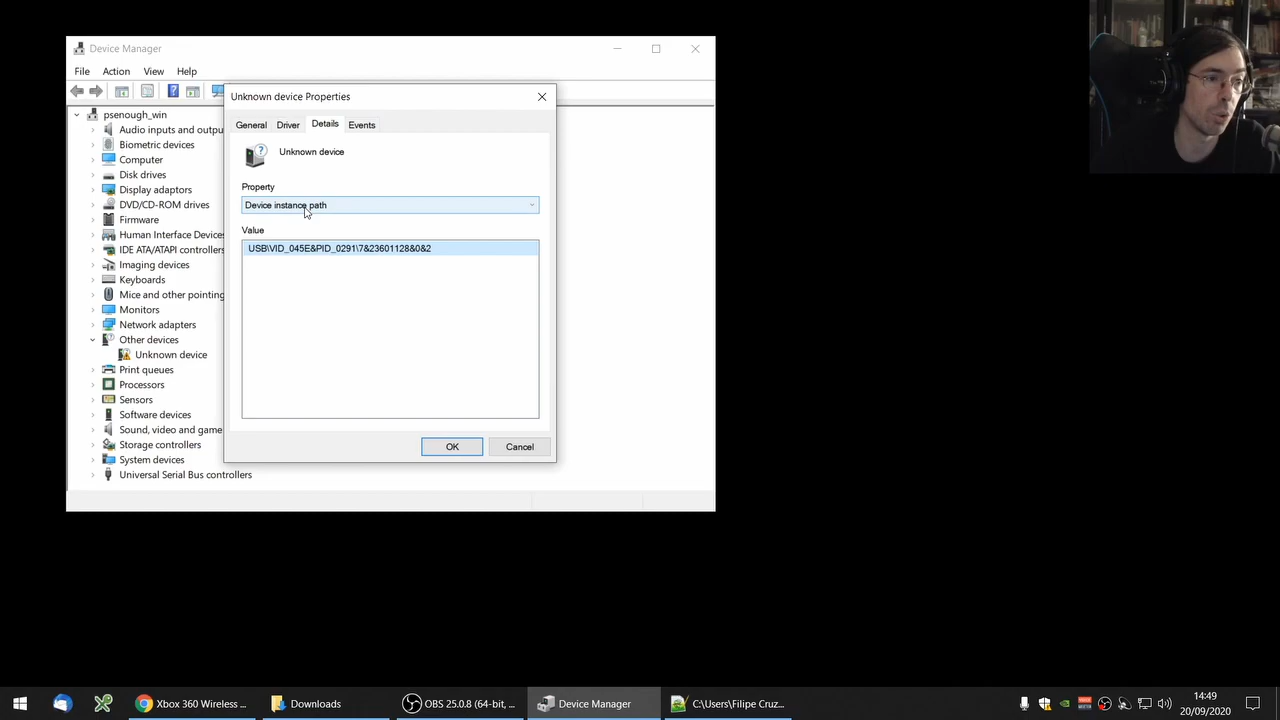 Device Manager
File Action View Help
psenough_win
Audio inputs and outpu
Biometric devices
Computer
Disk drives
Display adaptors
DVD/CD-ROM drives
Firmware
Human Interface Devices
IDE ATA/ATAPI controllers
Imaging devices
Keyboards
Mice and other pointing
Monitors
Network adapters
Other devices
Unknown device
Print queues
Processors
Sensors
Software devices
Sound, video and game
Storage controllers
System devices
Universal Serial Bus controllers
Unknown device Properties
General Driver Details Events
Unknown device
Property
Device instance path
Value
USB\VID_045E&PID_0291\7&23601128&0&2
OK Cancel
Xbox 360 Wireless ...
Downloads
OBS 25.0.8 (64-bit, ...
Device Manager
C:\Users\Filipe Cruz...
14:49
20/09/2020